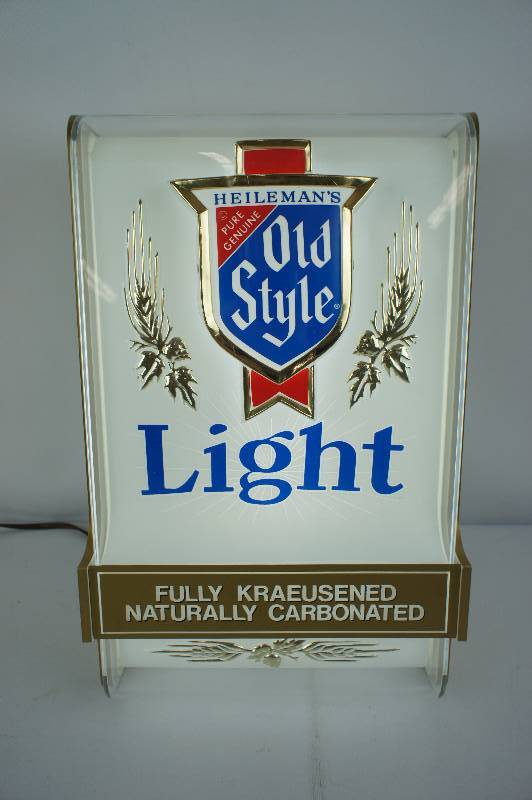 HEILEMAN'S
PURE
GENUINE
Old
Style
Light
FULLY KRAEUSENED
NATURALLY CARBONATED